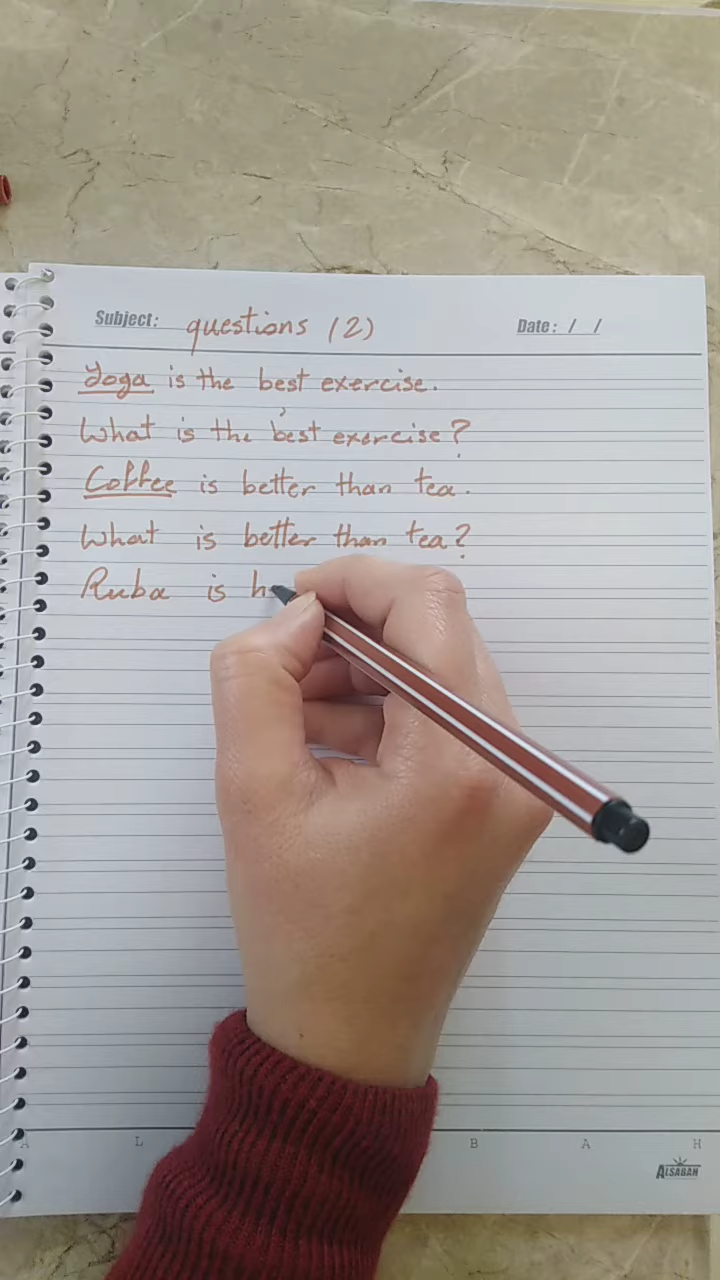 Subject: questions (2) Date: / /
Yoga is the best exercise.
What is the best exercise?
Coffee is better than tea.
What is better than tea?
Ruba is h
A L B A H
ALSABAH